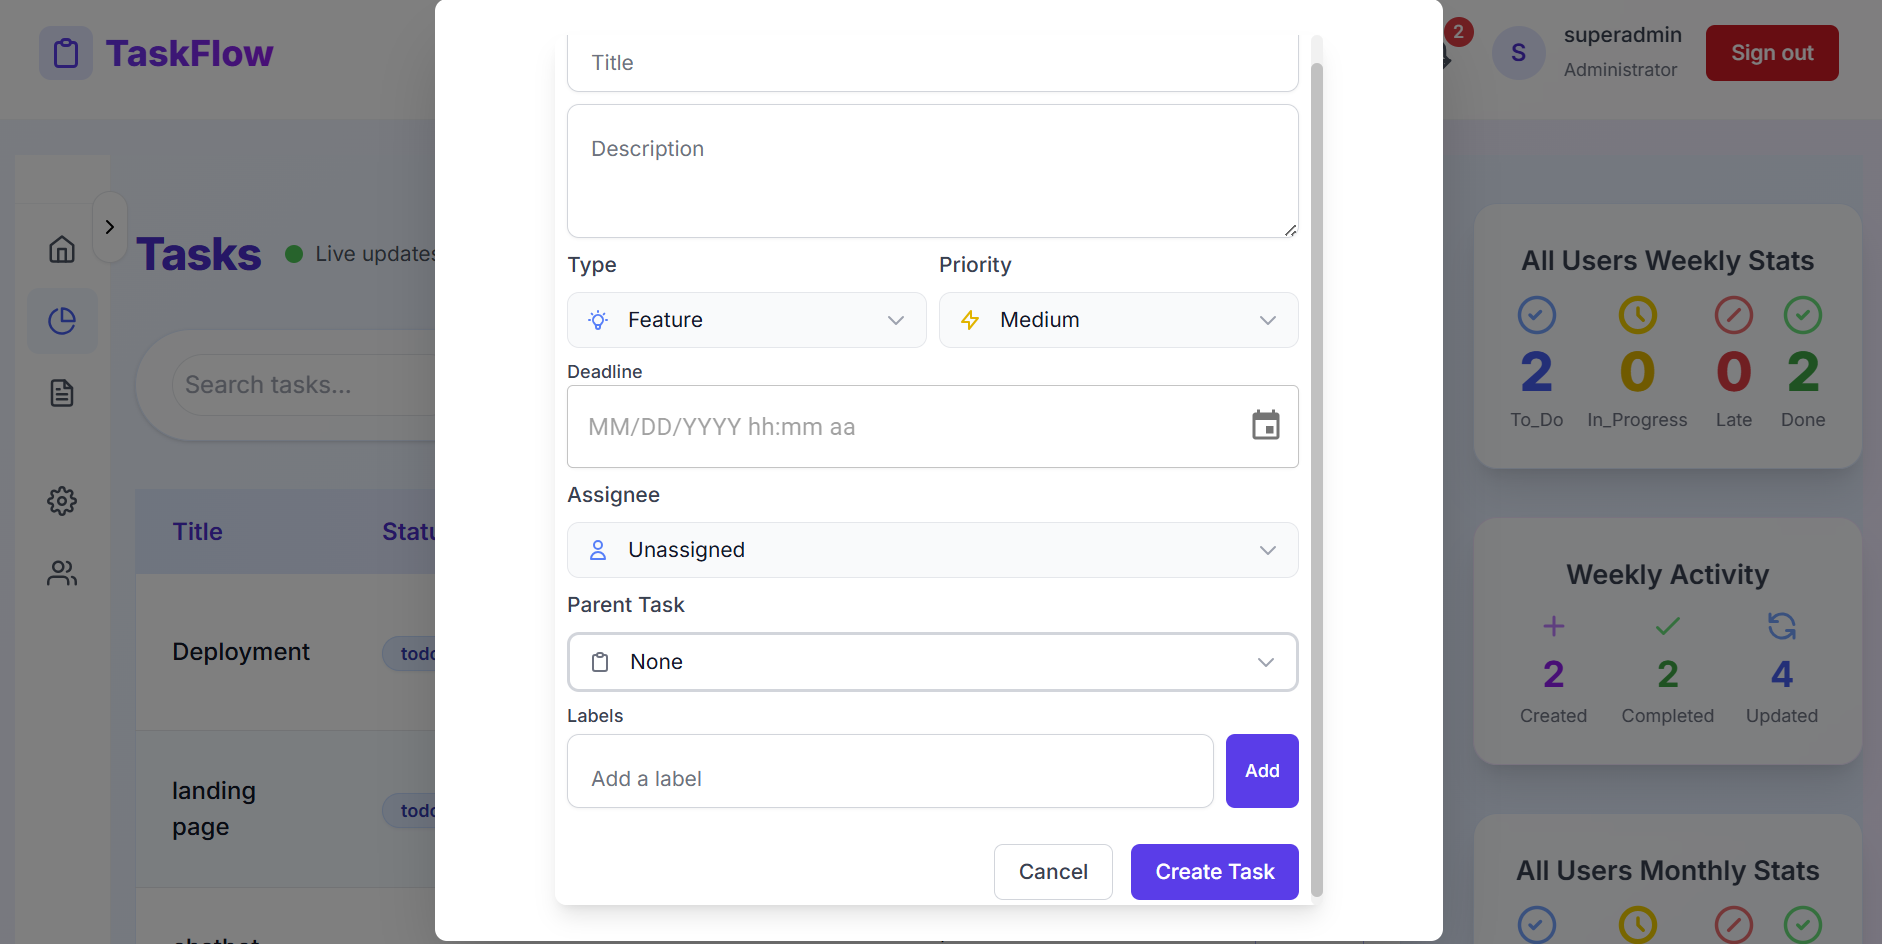 TaskFlow
2
S
superadmin
Administrator
Sign out
Tasks
Live updates
Search tasks...
Title
Deployment
todo
landing
page
todo
Title
Description
Type
Priority
Feature
Medium
Deadline
MM/DD/YYYY hh:mm aa
Assignee
Unassigned
Parent Task
None
Labels
Add a label
Add
Cancel
Create Task
All Users Weekly Stats
2 0 0 2
To_Do In_Progress Late Done
Weekly Activity
2 2 4
Created Completed Updated
All Users Monthly Stats